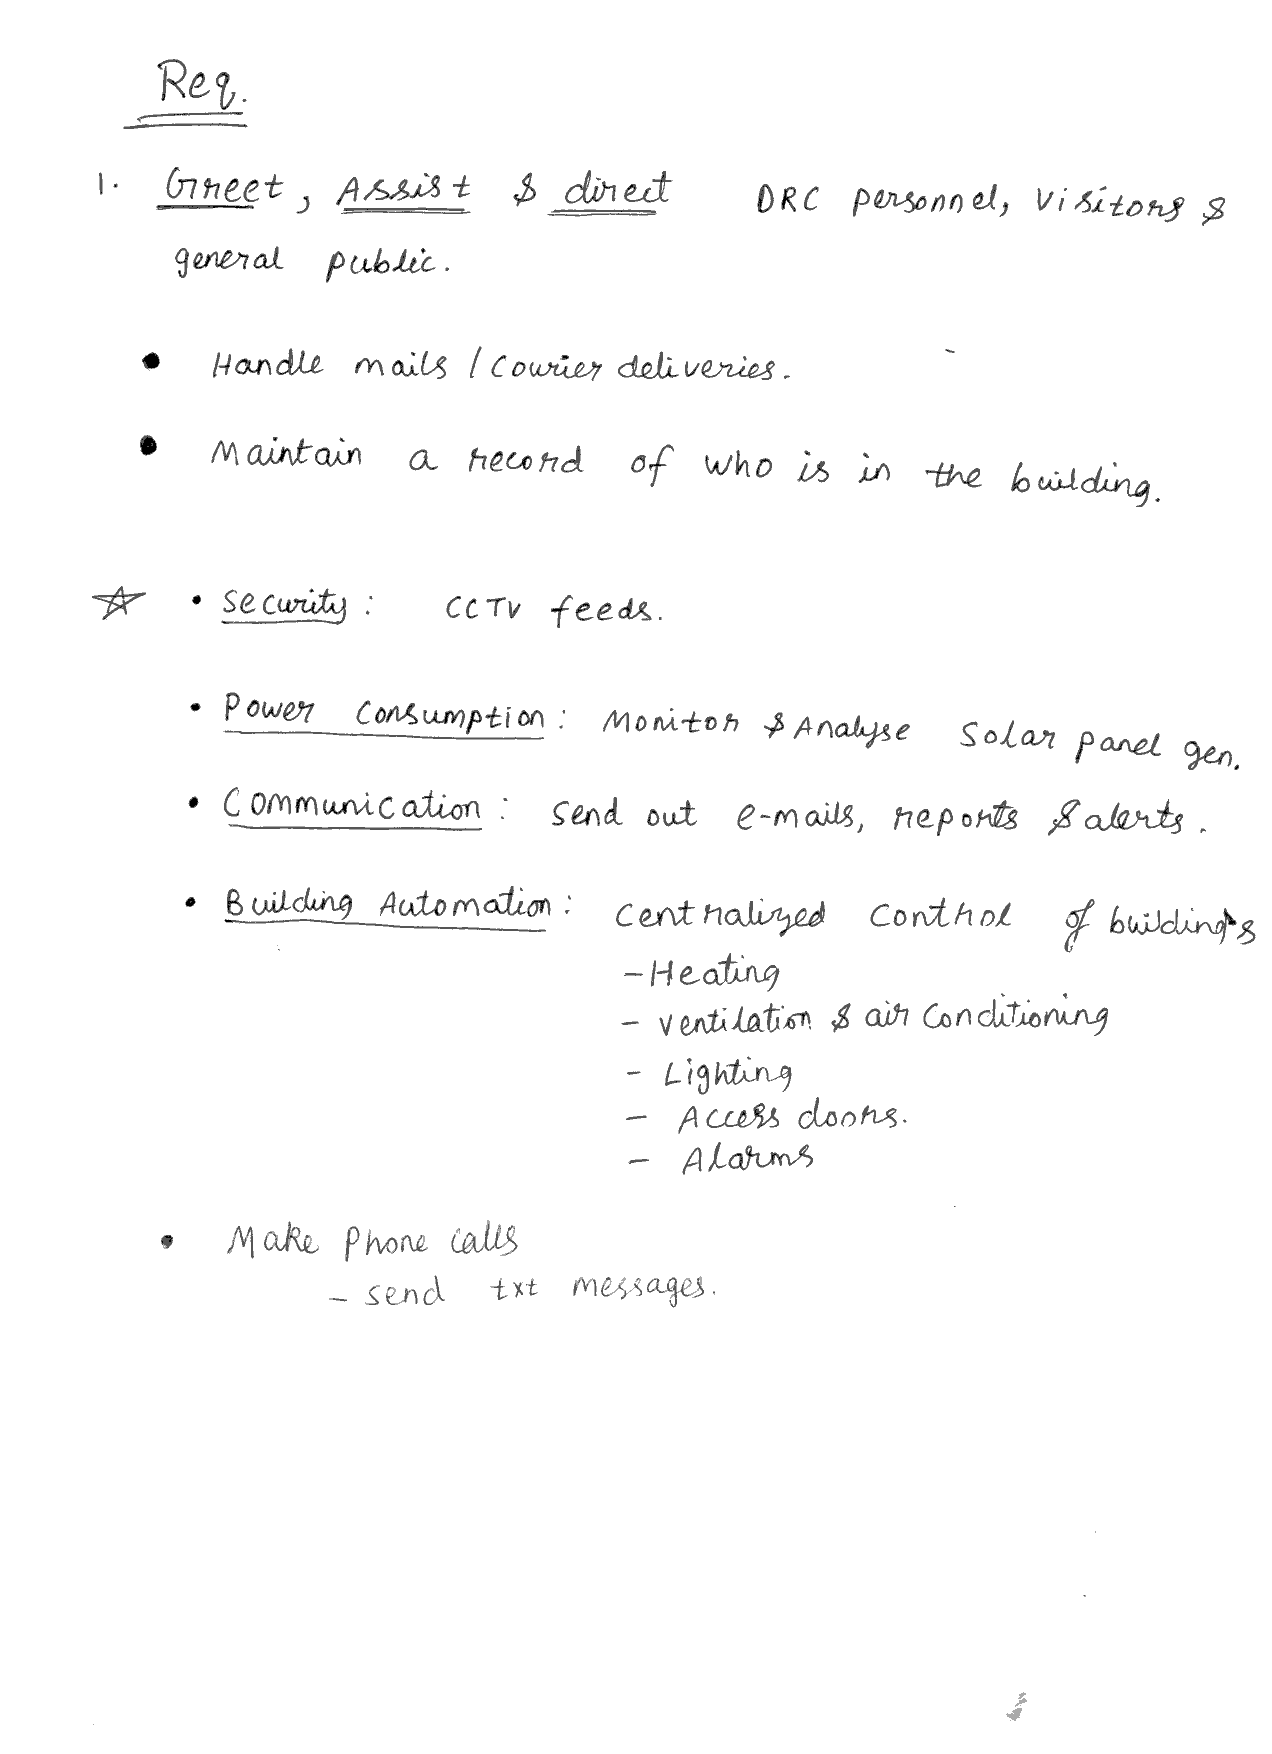 Req.
1. Greet, Assist & direct DRC personnel, visitors &
general public.
• Handle mails / Courier deliveries.
• Maintain a record of who is in the building.
☆ • Security: CCTV feeds.
• Power Consumption: Monitor & Analyse Solar panel gen.
• Communication: Send out e-mails, reports & alerts.
• Building Automation: Centralized Control of building's
- Heating
- Ventilation & air Conditioning
- Lighting
- Access doors.
- Alarms
• Make Phone calls
- send txt messages.